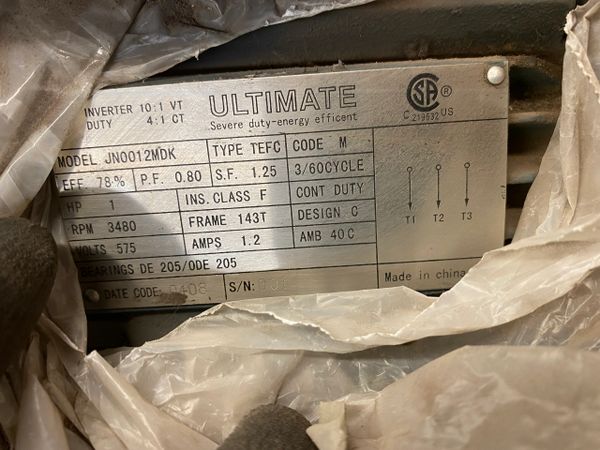 INVERTER 10:1 VT
DUTY 4:1 CT
ULTIMATE
Severe duty-energy efficent
CSA ®
C 219532 US
MODEL JN0012MDK TYPE TEFC CODE M
EFF. 78.% P.F. 0.80 S.F. 1.25 3/60CYCLE
HP 1 INS.CLASS F CONT DUTY
RPM 3480 FRAME 143T DESIGN C
VOLTS 575 AMPS 1.2 AMB 40C
BEARINGS DE 205/ODE 205
DATE CODE: 0408 S/N:
T1 T2 T3
Made in china